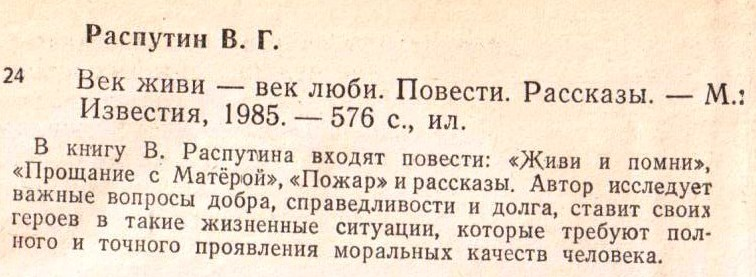 Распутин В. Г.
24 Век живи — век люби. Повести. Рассказы. — М.:
Известия, 1985. — 576 с., ил.
В книгу В. Распутина входят повести: «Живи и помни»,
«Прощание с Матёрой», «Пожар» и рассказы. Автор исследует
важные вопросы добра, справедливости и долга, ставит своих
героев в такие жизненные ситуации, которые требуют пол-
ного и точного проявления моральных качеств человека.